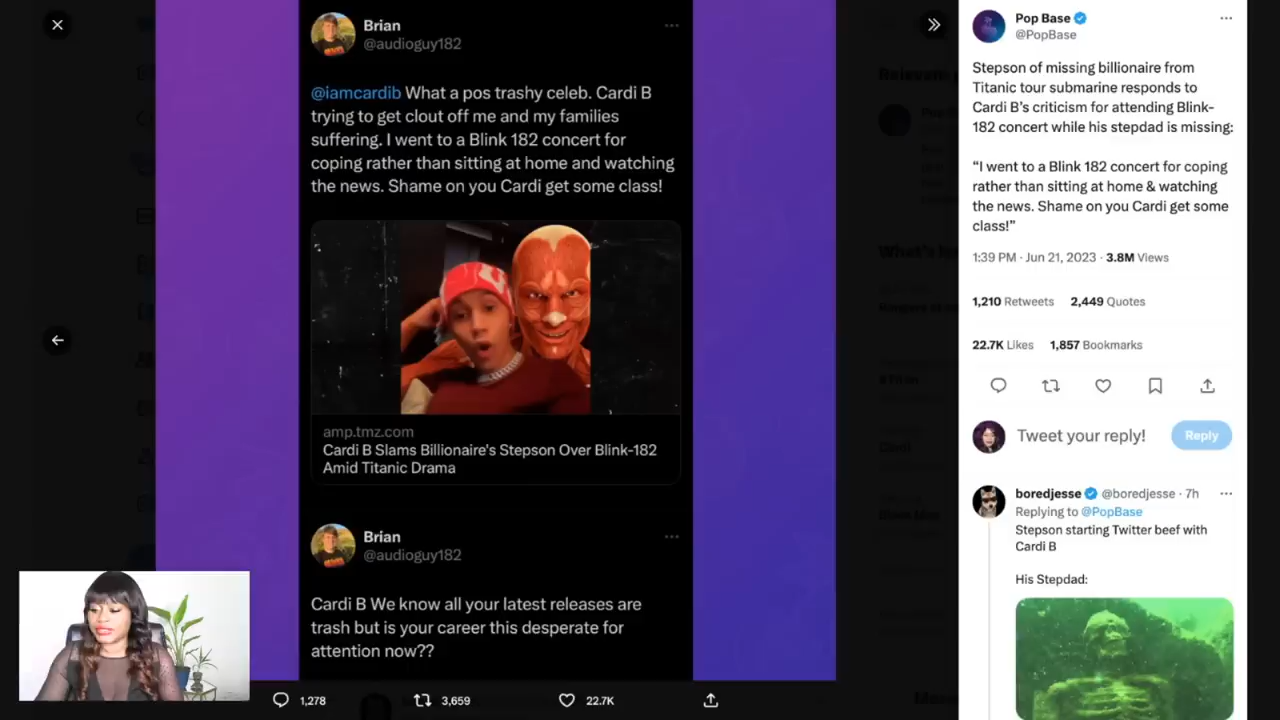 Brian
@audioguy182
@iamcardib What a pos trashy celeb. Cardi B
trying to get clout off me and my families
suffering. I went to a Blink 182 concert for
coping rather than sitting at home and watching
the news. Shame on you Cardi get some class!
amp.tmz.com
Cardi B Slams Billionaire's Stepson Over Blink-182
Amid Titanic Drama
Brian
@audioguy182
Cardi B We know all your latest releases are
trash but is your career this desperate for
attention now??
1,278
3,659
22.7K
Pop Base
@PopBase
Stepson of missing billionaire from
Titanic tour submarine responds to
Cardi B’s criticism for attending Blink-
182 concert while his stepdad is missing:
“I went to a Blink 182 concert for coping
rather than sitting at home & watching
the news. Shame on you Cardi get some
class!”
1:39 PM · Jun 21, 2023 · 3.8M Views
1,210 Retweets 2,449 Quotes
22.7K Likes 1,857 Bookmarks
Tweet your reply!
Reply
boredjesse @boredjesse · 7h
Replying to @PopBase
Stepson starting Twitter beef with
Cardi B
His Stepdad: